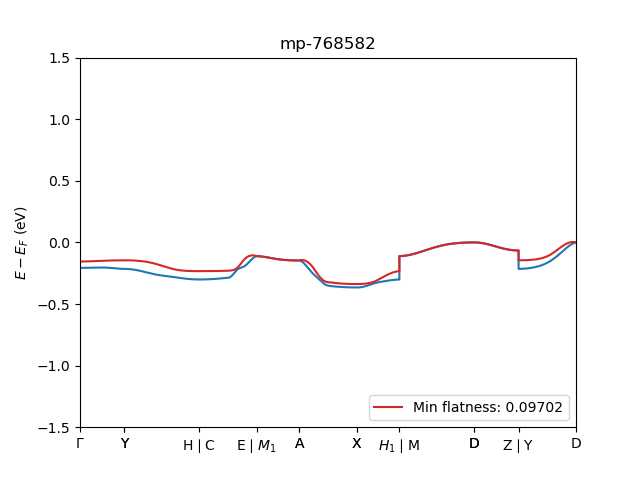 mp-768582
1.5
1.0
0.5
0.0
−0.5
−1.0
−1.5
E − E_F (eV)
Min flatness: 0.09702
Γ Y H | C E | M₁ A X H₁ | M D Z | Y D